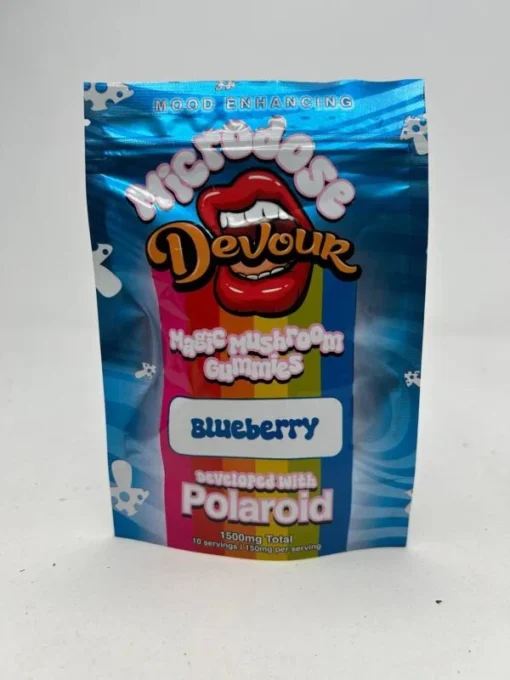 MOOD ENHANCING
Microdose
Devour
Magic Mushroom
Gummies
Blueberry
Developed with
Polaroid
1500mg Total
10 servings | 150mg per serving